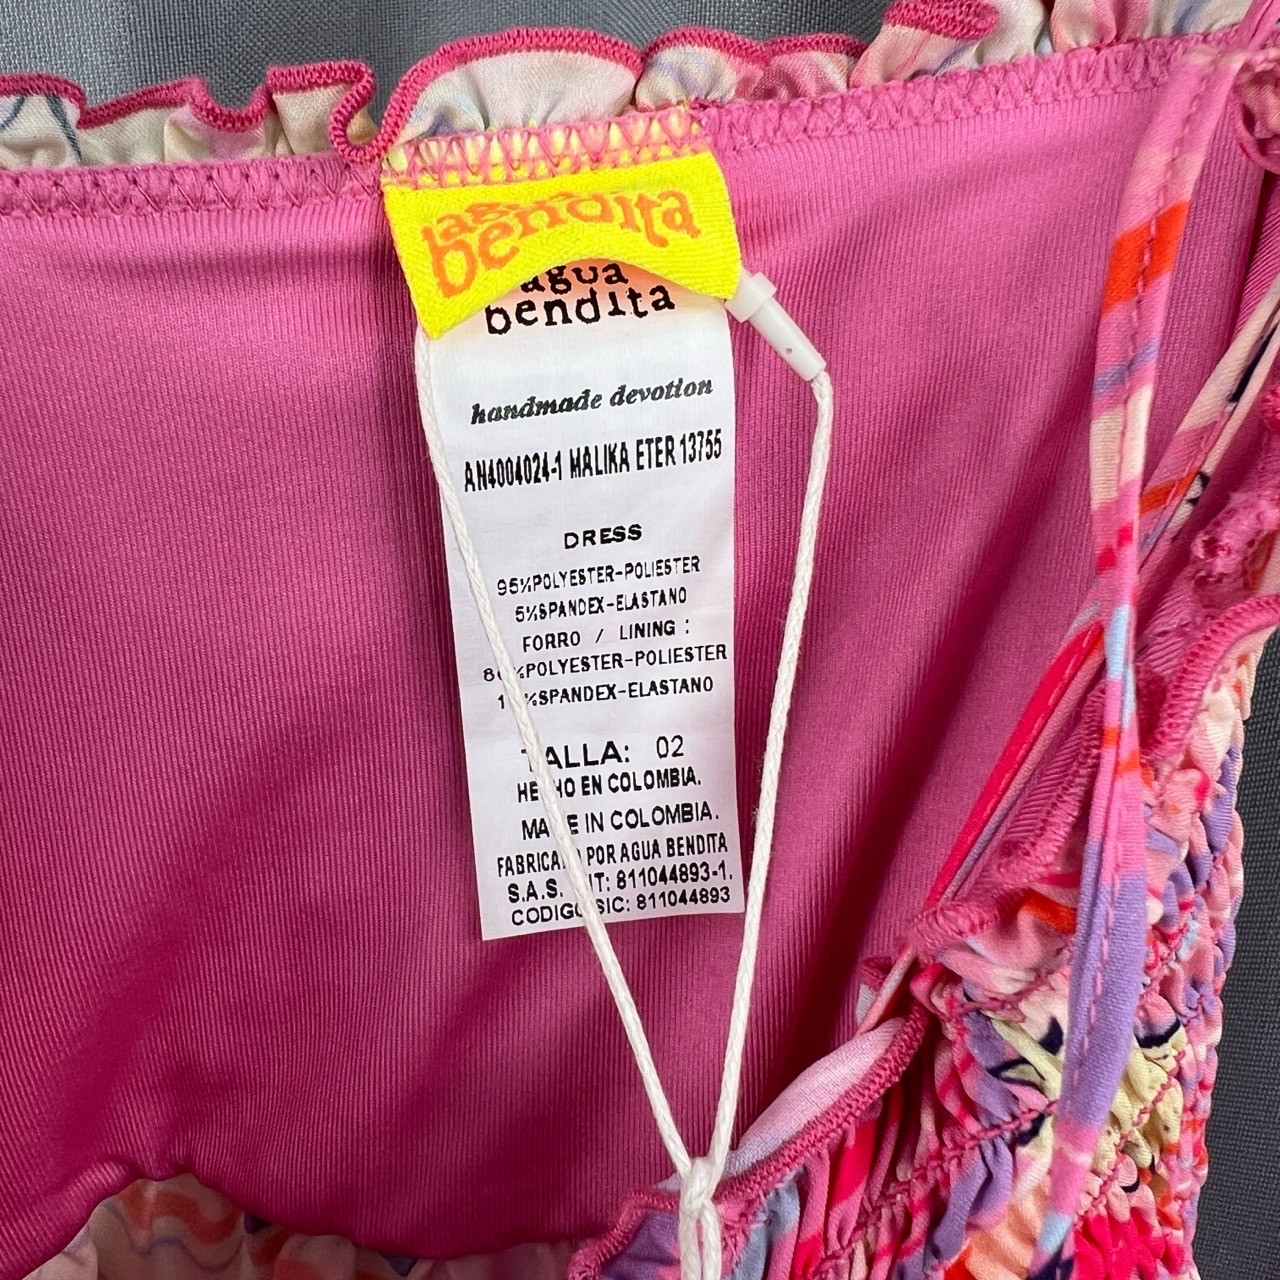 agua
bendita
agua
bendita
handmade devotion
AN4004024-1 MALIKA ETER 13755
DRESS
95%POLYESTER-POLIESTER
5%SPANDEX-ELASTANO
FORRO / LINING :
%POLYESTER-POLIESTER
%SPANDEX-ELASTANO
TALLA: 02
HECHO EN COLOMBIA.
MADE IN COLOMBIA.
FABRICADO POR AGUA BENDITA
S.A.S. NIT: 811044893-1.
CODIGO SIC: 811044893